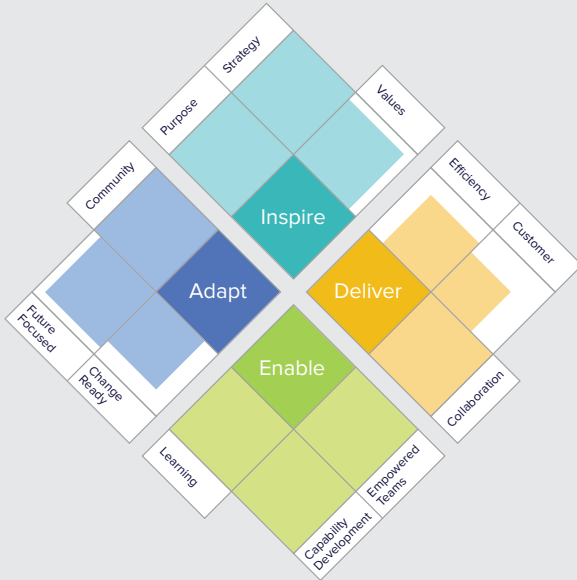 Strategy
Purpose
Values
Inspire
Community
Future
Focused
Change
Ready
Adapt
Efficiency
Customer
Collaboration
Deliver
Enable
Learning
Empowered
Teams
Capability
Development